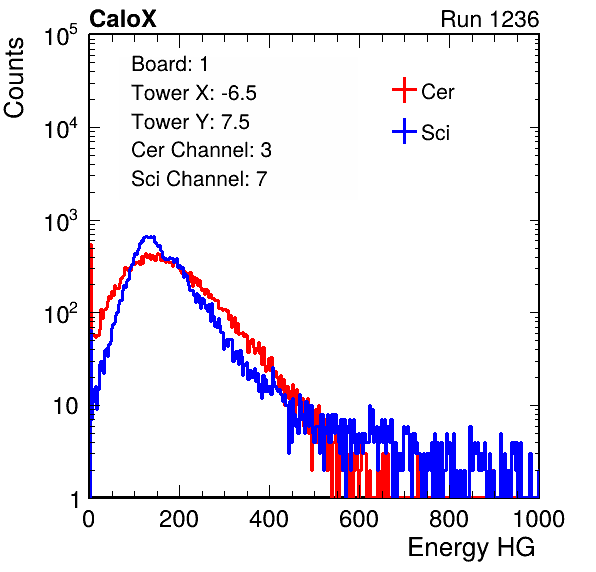 CaloX Run 1236
Counts
10^5
Board: 1
Tower X: -6.5
Tower Y: 7.5
Cer Channel: 3
Sci Channel: 7
Cer
Sci
10^4
10^3
10^2
10
1
0 200 400 600 800 1000
Energy HG